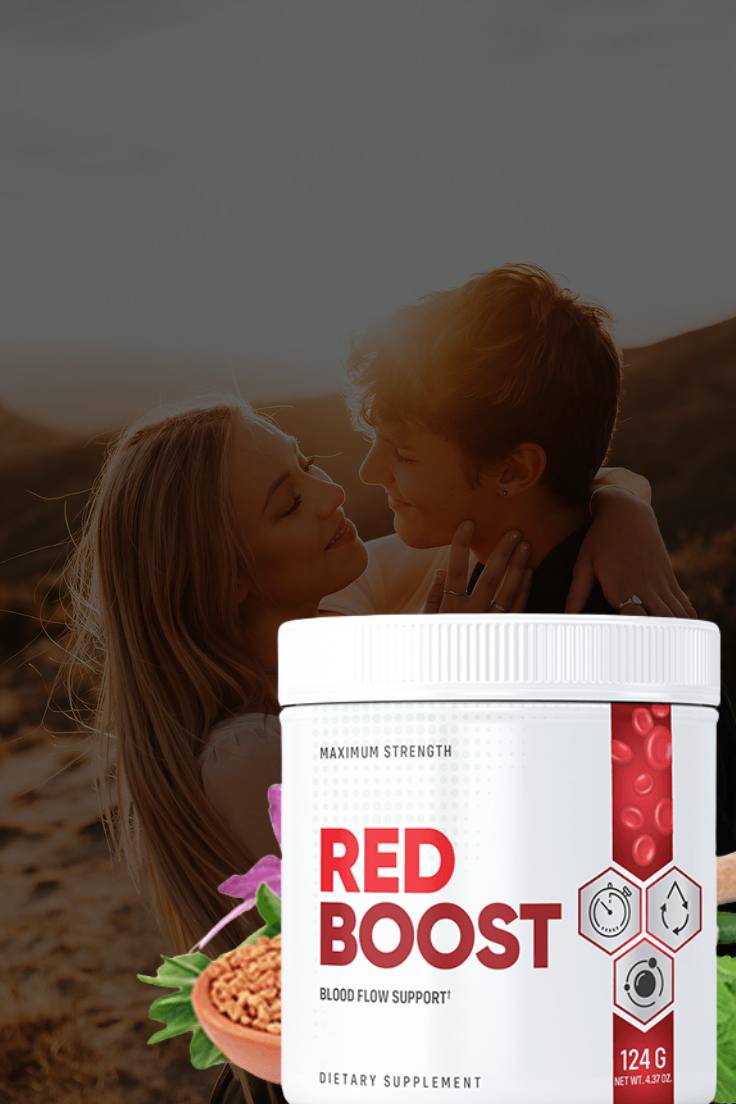 MAXIMUM STRENGTH
RED
BOOST
BLOOD FLOW SUPPORT†
DIETARY SUPPLEMENT
124 G
NET WT. 4.37 OZ.